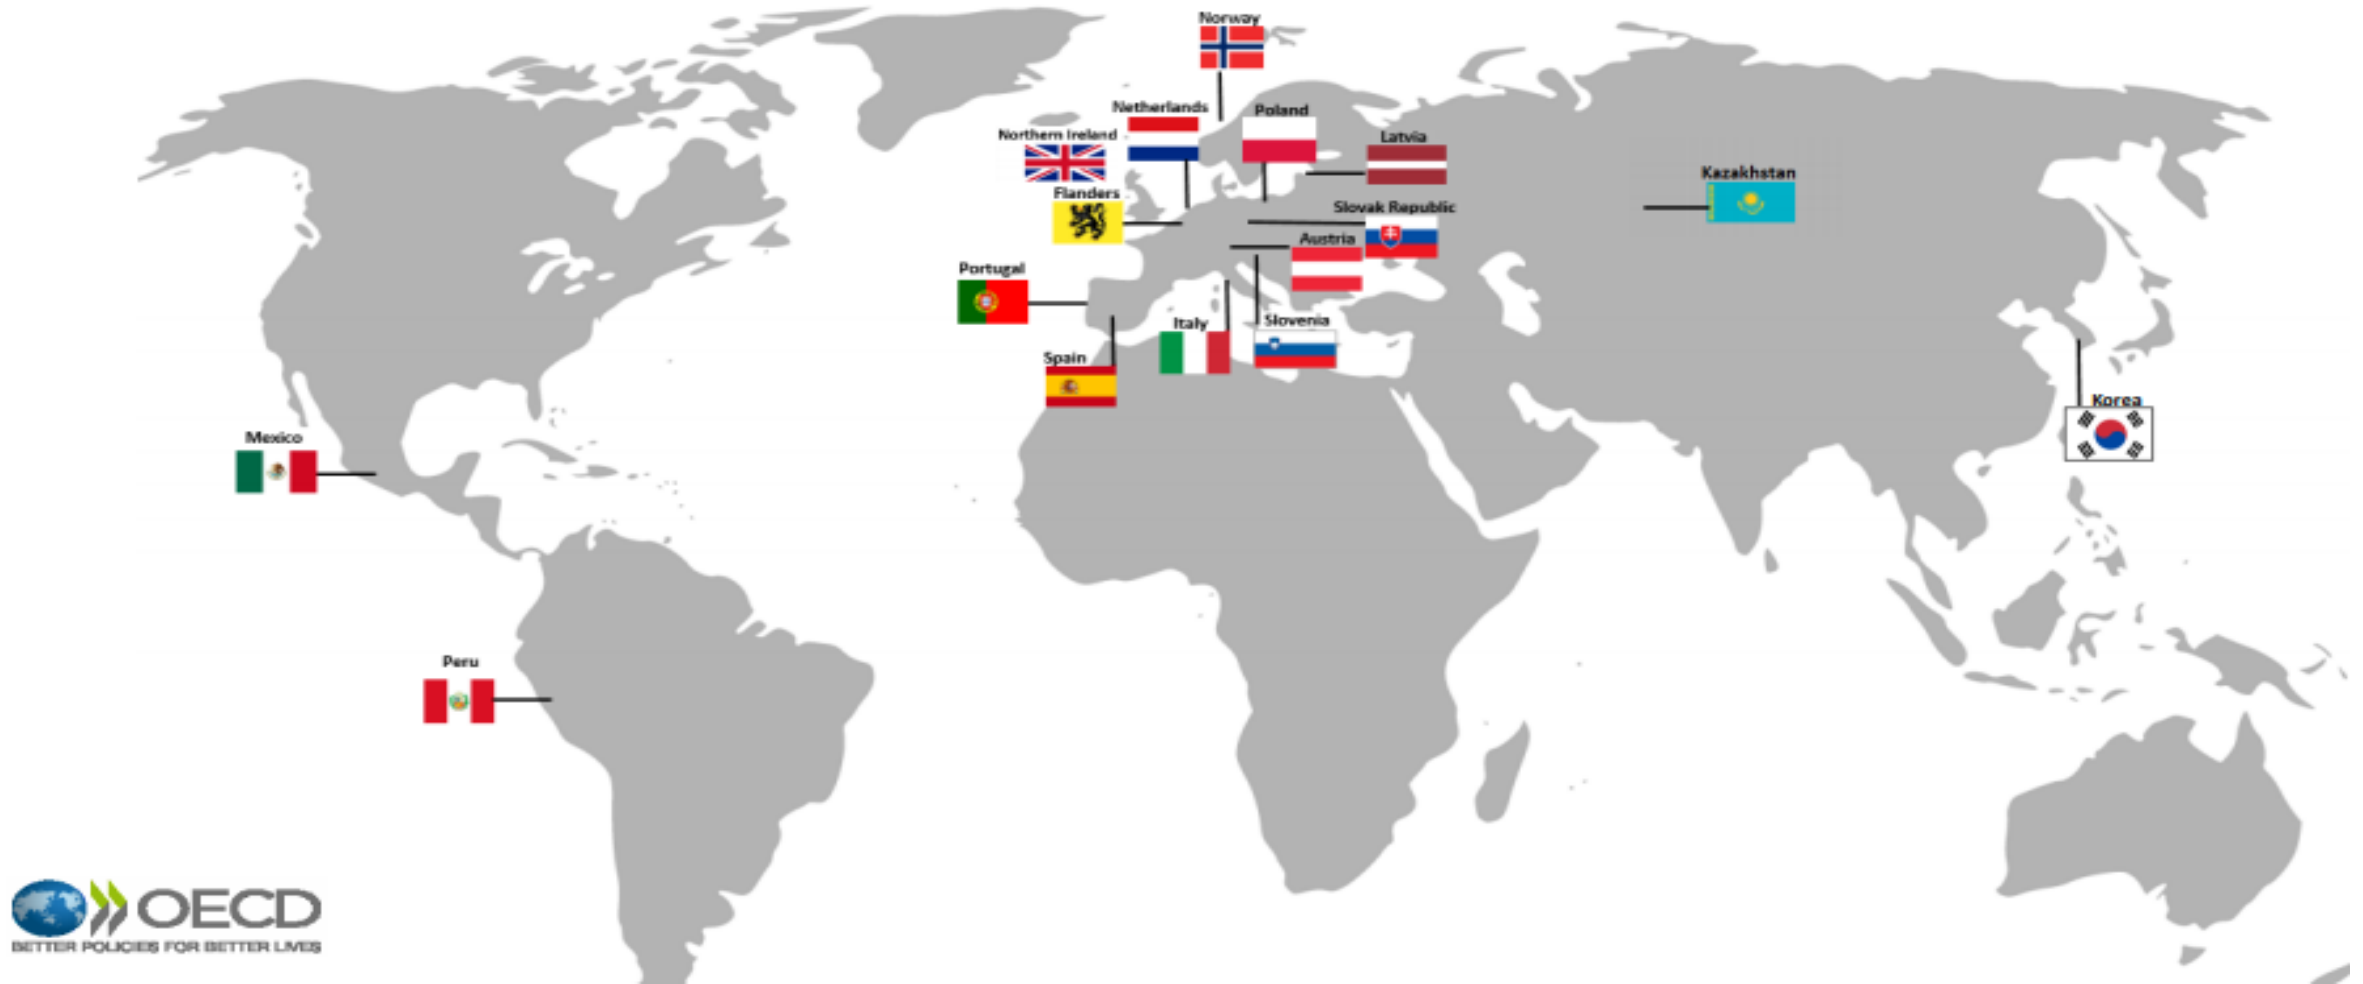 Norway
Netherlands
Poland
Northern Ireland
Latvia
Kazakhstan
Flanders
Slovak Republic
Austria
Portugal
Italy
Slovenia
Spain
Korea
Mexico
Peru
OECD
BETTER POLICIES FOR BETTER LIVES